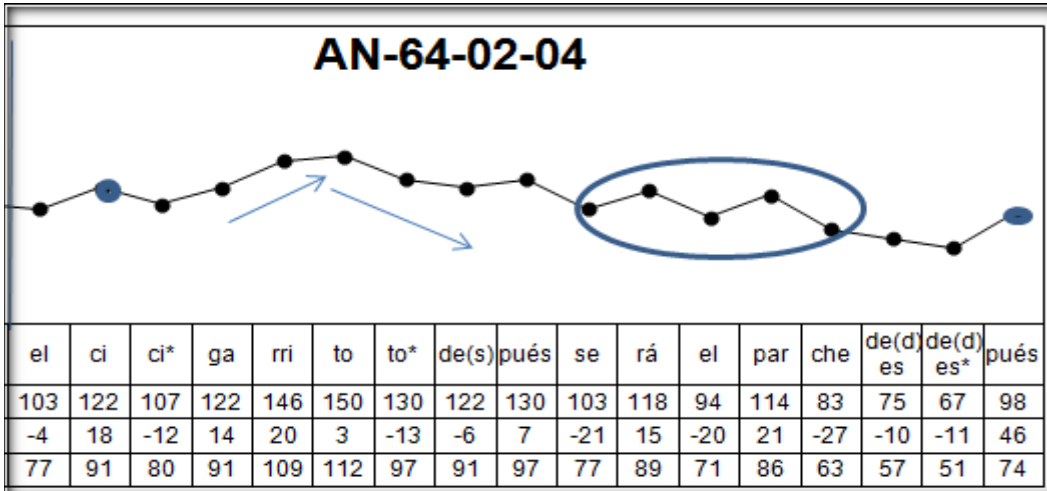 AN-64-02-04
el ci ci* ga rri to to* de(s) pués se rá el par che de(d)es de(d)es* pués
103 122 107 122 146 150 130 122 130 103 118 94 114 83 75 67 98
-4 18 -12 14 20 3 -13 -6 7 -21 15 -20 21 -27 -10 -11 46
77 91 80 91 109 112 97 91 97 77 89 71 86 63 57 51 74